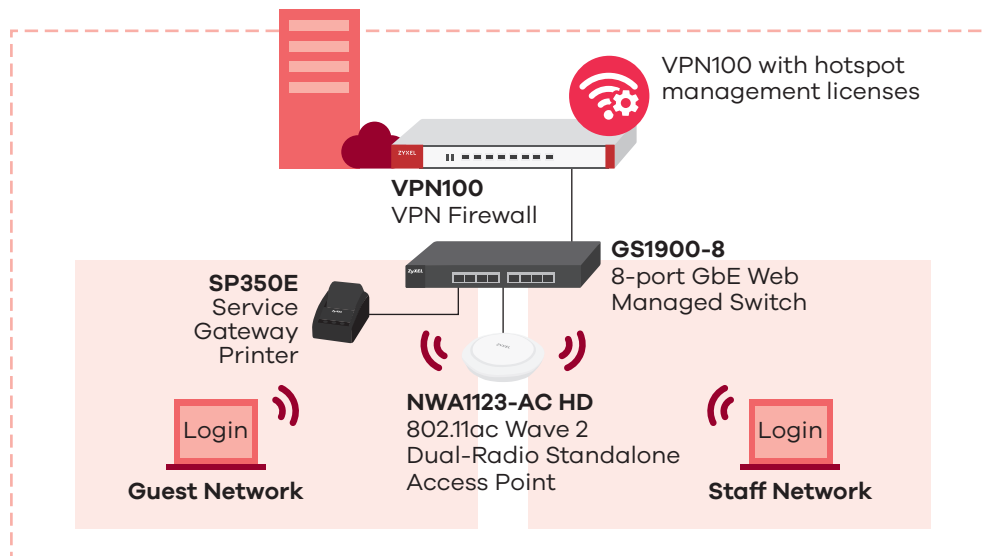 VPN100 with hotspot
management licenses
ZYXEL
VPN100
VPN Firewall
GS1900-8
8-port GbE Web
Managed Switch
ZyXEL
SP350E
Service
Gateway
Printer
ZYXEL
NWA1123-AC HD
802.11ac Wave 2
Dual-Radio Standalone
Access Point
Login
Guest Network
Login
Staff Network